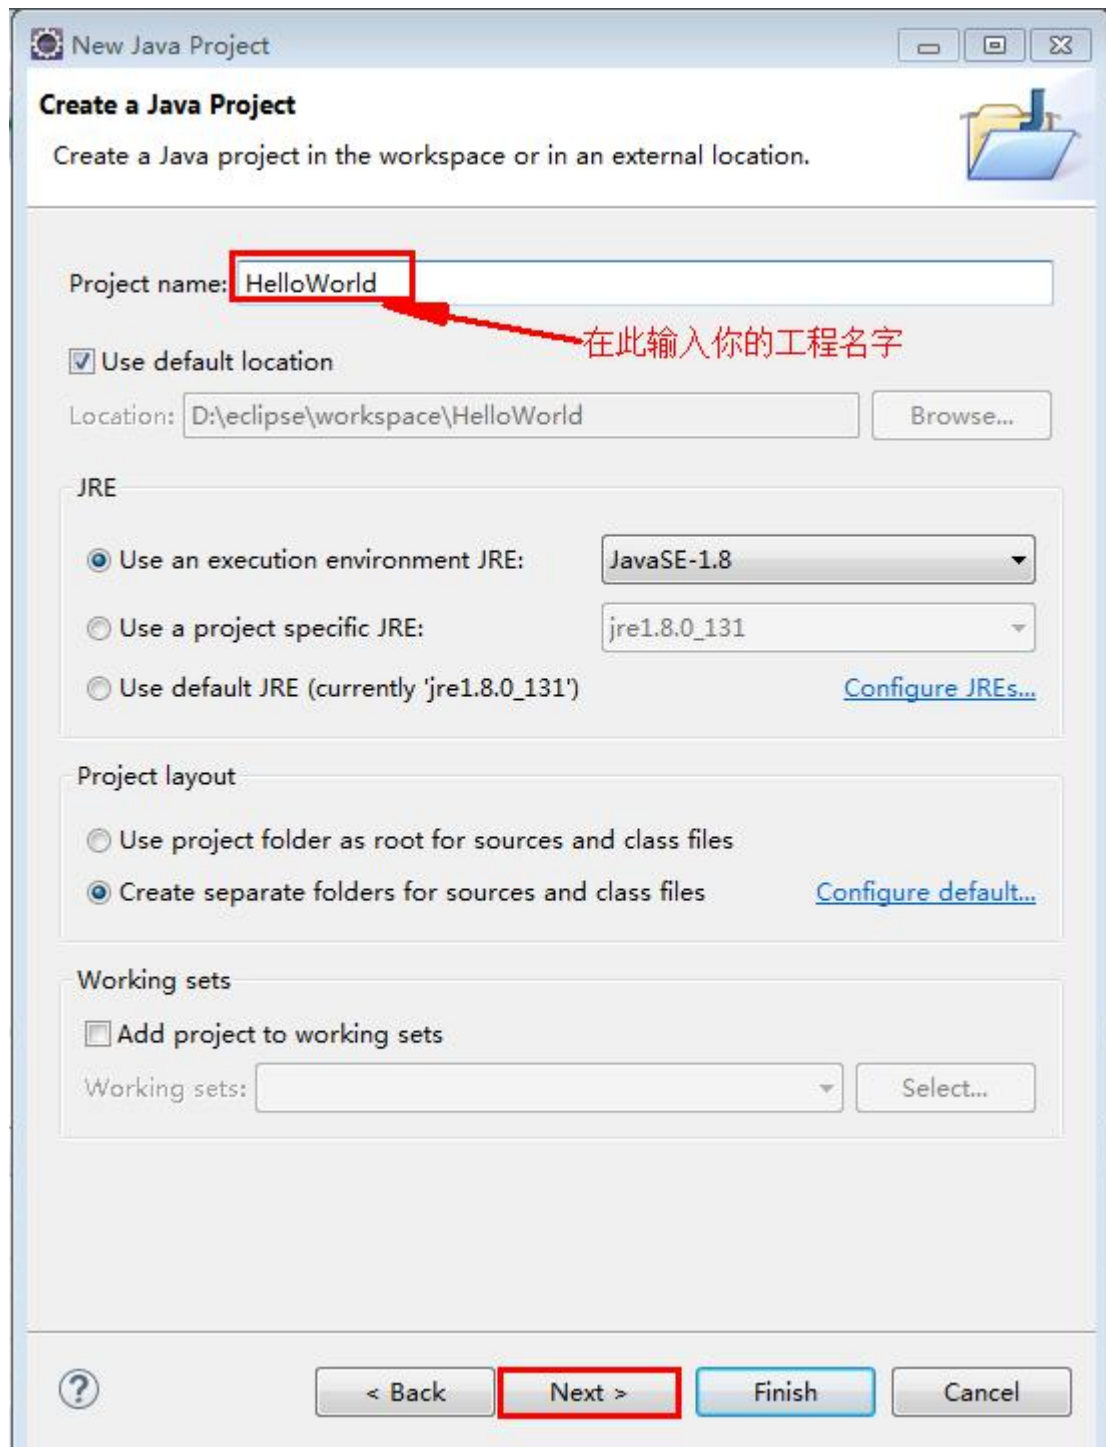 New Java Project
Create a Java Project
Create a Java project in the workspace or in an external location.
Project name: HelloWorld
在此输入你的工程名字
Use default location
Location: D:\eclipse\workspace\HelloWorld Browse...
JRE
Use an execution environment JRE: JavaSE-1.8
Use a project specific JRE: jre1.8.0_131
Use default JRE (currently 'jre1.8.0_131') Configure JREs...
Project layout
Use project folder as root for sources and class files
Create separate folders for sources and class files Configure default...
Working sets
Add project to working sets
Working sets: Select...
? < Back Next > Finish Cancel